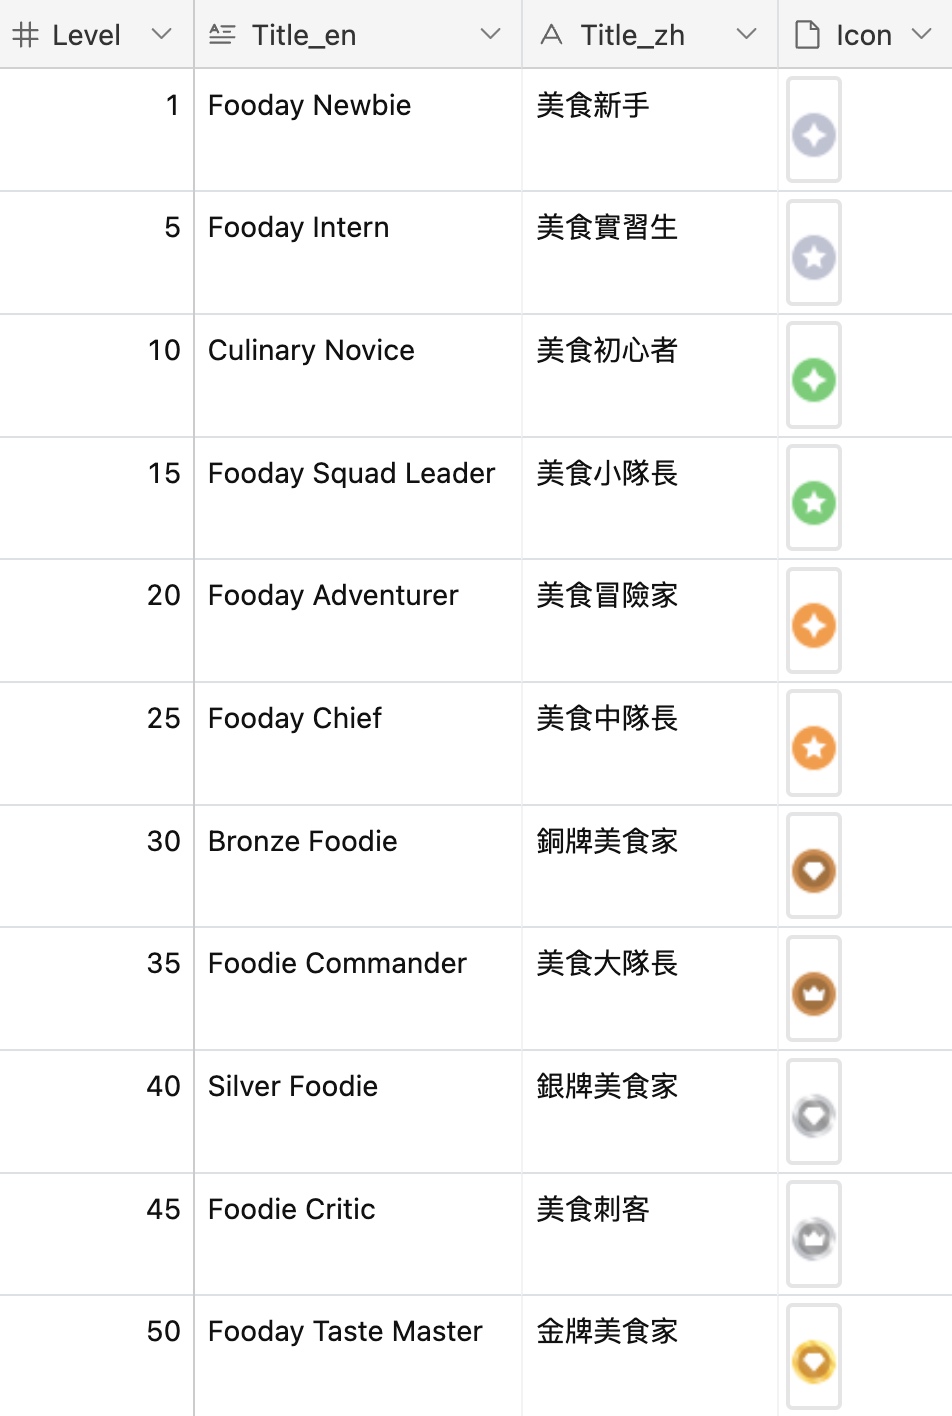 Level Title_en Title_zh Icon
1 Fooday Newbie 美食新手
5 Fooday Intern 美食實習生
10 Culinary Novice 美食初心者
15 Fooday Squad Leader 美食小隊長
20 Fooday Adventurer 美食冒險家
25 Fooday Chief 美食中隊長
30 Bronze Foodie 銅牌美食家
35 Foodie Commander 美食大隊長
40 Silver Foodie 銀牌美食家
45 Foodie Critic 美食刺客
50 Fooday Taste Master 金牌美食家